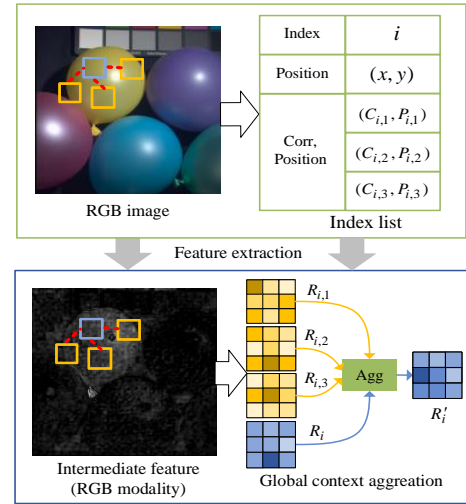 Index
i
Position
(x, y)
Corr,
Position
(C_{i,1}, P_{i,1})
(C_{i,2}, P_{i,2})
(C_{i,3}, P_{i,3})
RGB image
Index list
Feature extraction
R_{i,1}
R_{i,2}
R_{i,3}
R_i
Agg
R_i′
Intermediate feature
(RGB modality)
Global context aggreation